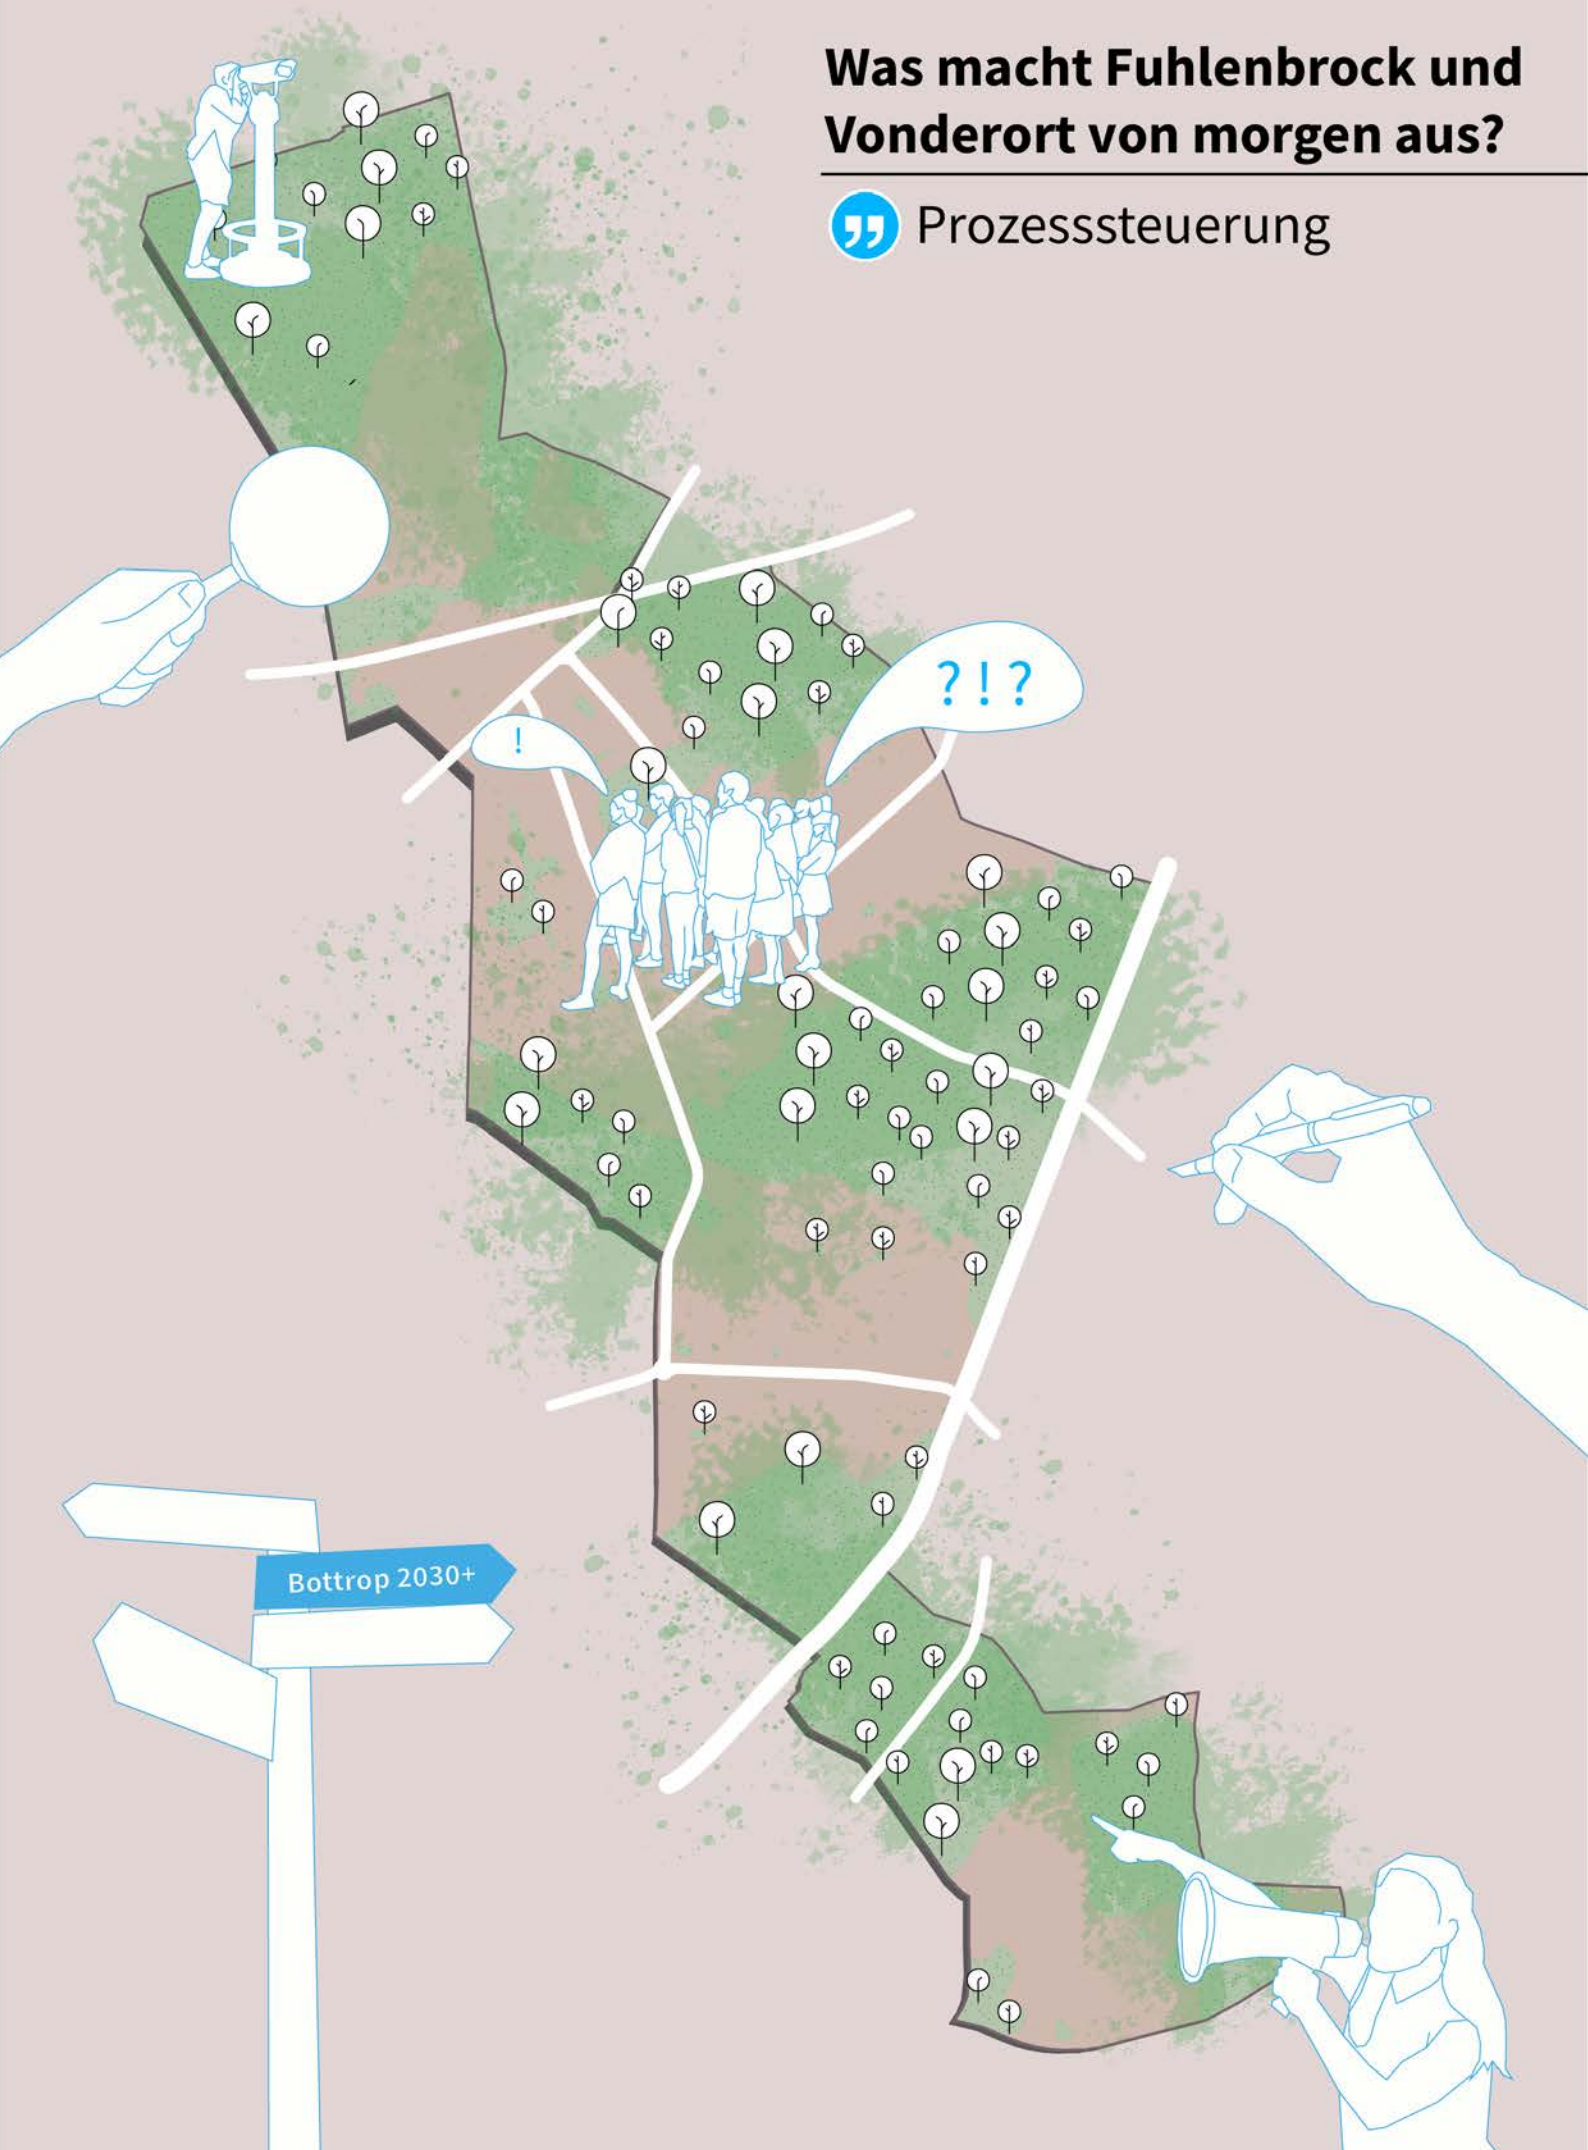 Was macht Fuhlenbrock und
Vonderort von morgen aus?
Prozesssteuerung
?!?
!
Bottrop 2030+